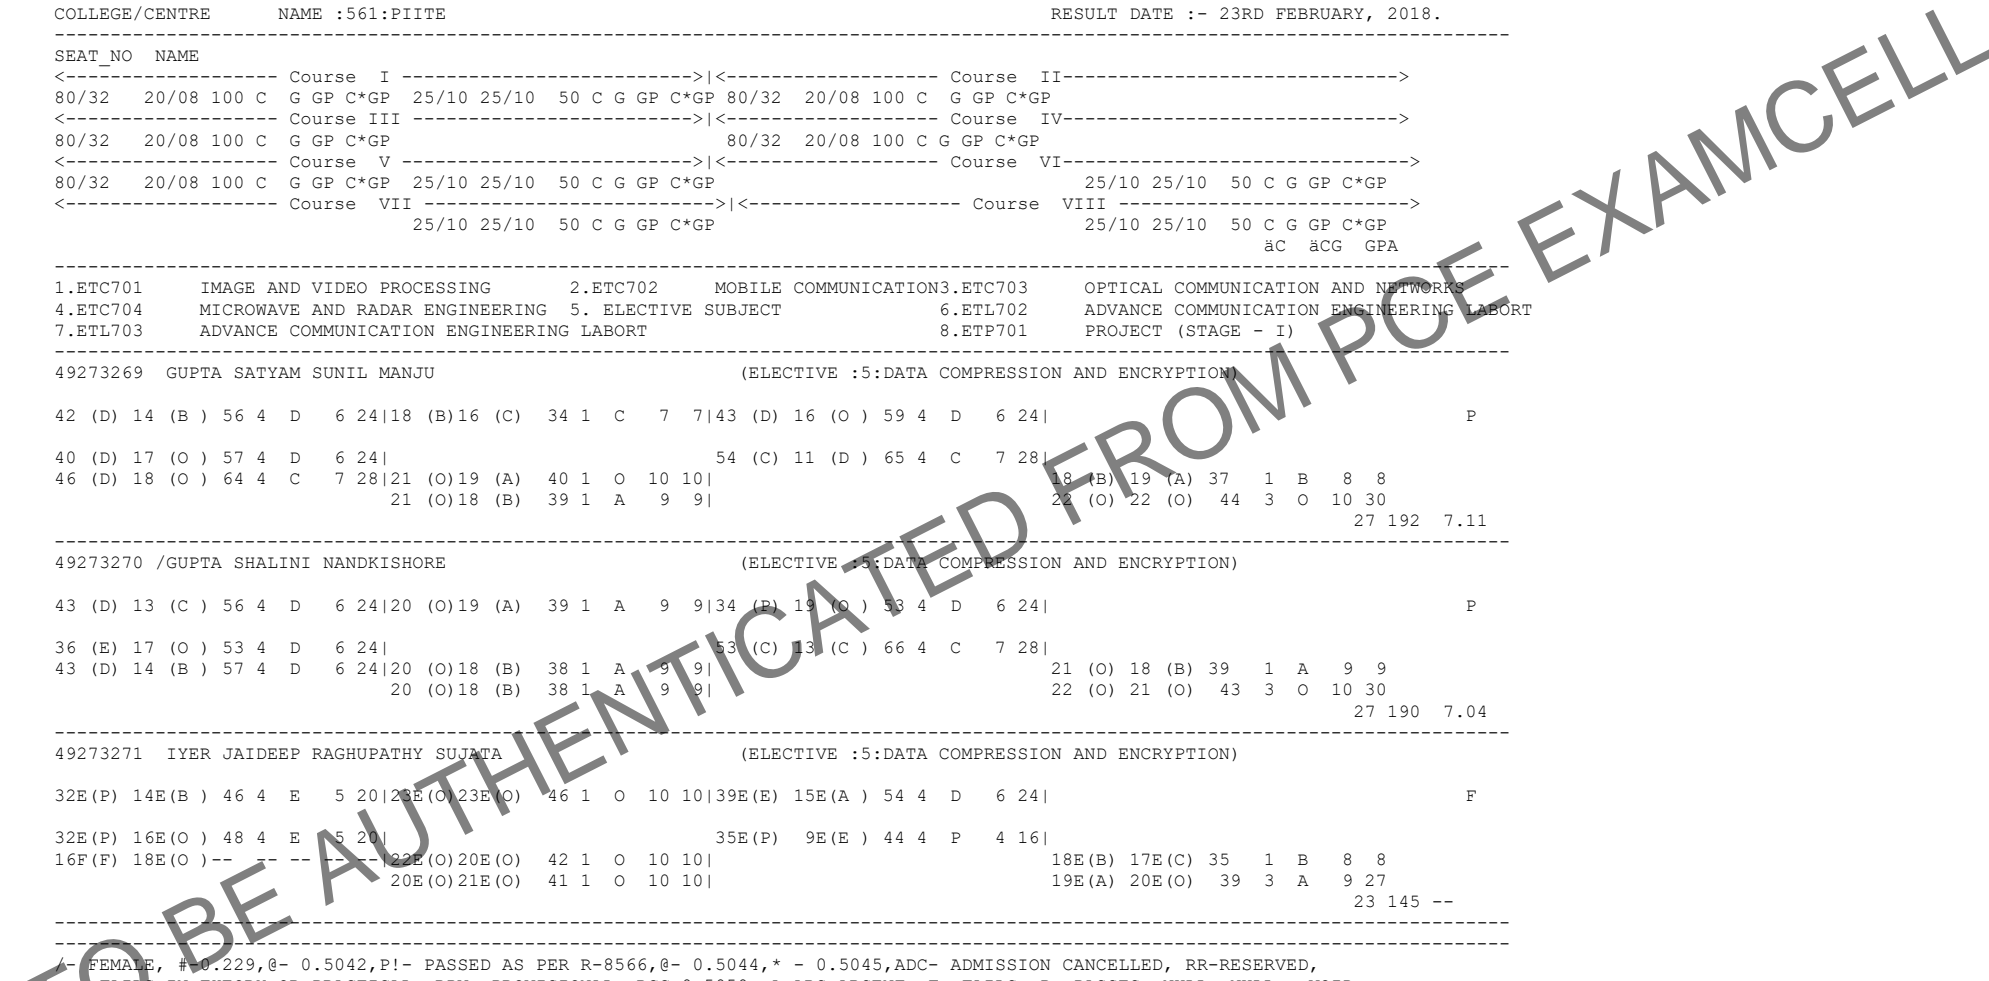 COLLEGE/CENTRE NAME :561:PIITE RESULT DATE :- 23RD FEBRUARY, 2018.
----------------------------------------------------------------------------------------------------------------------------------
SEAT_NO NAME
<------------------- Course I -------------------------->|<------------------- Course II------------------------------>
80/32 20/08 100 C G GP C*GP 25/10 25/10 50 C G GP C*GP 80/32 20/08 100 C G GP C*GP
<------------------- Course III ------------------------->|<------------------- Course IV------------------------------>
80/32 20/08 100 C G GP C*GP 80/32 20/08 100 C G GP C*GP
<------------------- Course V -------------------------->|<------------------- Course VI------------------------------->
80/32 20/08 100 C G GP C*GP 25/10 25/10 50 C G GP C*GP 25/10 25/10 50 C G GP C*GP
<------------------- Course VII -------------------------->|<------------------- Course VIII ------------------------->
25/10 25/10 50 C G GP C*GP 25/10 25/10 50 C G GP C*GP
äC äCG GPA
----------------------------------------------------------------------------------------------------------------------------------
1.ETC701 IMAGE AND VIDEO PROCESSING 2.ETC702 MOBILE COMMUNICATION3.ETC703 OPTICAL COMMUNICATION AND NETWORKS
4.ETC704 MICROWAVE AND RADAR ENGINEERING 5. ELECTIVE SUBJECT 6.ETL702 ADVANCE COMMUNICATION ENGINEERING LABORT
7.ETL703 ADVANCE COMMUNICATION ENGINEERING LABORT 8.ETP701 PROJECT (STAGE - I)
----------------------------------------------------------------------------------------------------------------------------------
49273269 GUPTA SATYAM SUNIL MANJU (ELECTIVE :5:DATA COMPRESSION AND ENCRYPTION)
42 (D) 14 (B ) 56 4 D 6 24|18 (B)16 (C) 34 1 C 7 7|43 (D) 16 (O ) 59 4 D 6 24| P
40 (D) 17 (O ) 57 4 D 6 24| 54 (C) 11 (D ) 65 4 C 7 28|
46 (D) 18 (O ) 64 4 C 7 28|21 (O)19 (A) 40 1 O 10 10| 18 (B) 19 (A) 37 1 B 8 8
21 (O)18 (B) 39 1 A 9 9| 22 (O) 22 (O) 44 3 O 10 30
27 192 7.11
----------------------------------------------------------------------------------------------------------------------------------
49273270 /GUPTA SHALINI NANDKISHORE (ELECTIVE :5:DATA COMPRESSION AND ENCRYPTION)
43 (D) 13 (C ) 56 4 D 6 24|20 (O)19 (A) 39 1 A 9 9|34 (P) 19 (O ) 53 4 D 6 24| P
36 (E) 17 (O ) 53 4 D 6 24| 53 (C) 13 (C ) 66 4 C 7 28|
43 (D) 14 (B ) 57 4 D 6 24|20 (O)18 (B) 38 1 A 9 9| 21 (O) 18 (B) 39 1 A 9 9
20 (O)18 (B) 38 1 A 9 9| 22 (O) 21 (O) 43 3 O 10 30
27 190 7.04
----------------------------------------------------------------------------------------------------------------------------------
49273271 IYER JAIDEEP RAGHUPATHY SUJATA (ELECTIVE :5:DATA COMPRESSION AND ENCRYPTION)
32E(P) 14E(B ) 46 4 E 5 20|23E(O)23E(O) 46 1 O 10 10|39E(E) 15E(A ) 54 4 D 6 24| F
32E(P) 16E(O ) 48 4 E 5 20| 35E(P) 9E(E ) 44 4 P 4 16|
16F(F) 18E(O )-- -- -- -- --|22E(O)20E(O) 42 1 O 10 10| 18E(B) 17E(C) 35 1 B 8 8
20E(O)21E(O) 41 1 O 10 10| 19E(A) 20E(O) 39 3 A 9 27
23 145 --
----------------------------------------------------------------------------------------------------------------------------------
----------------------------------------------------------------------------------------------------------------------------------
/- FEMALE, #-0.229,@- 0.5042,P!- PASSED AS PER R-8566,@- 0.5044,* - 0.5045,ADC- ADMISSION CANCELLED, RR-RESERVED,
TO BE AUTHENTICATED FROM PCE EXAMCELL